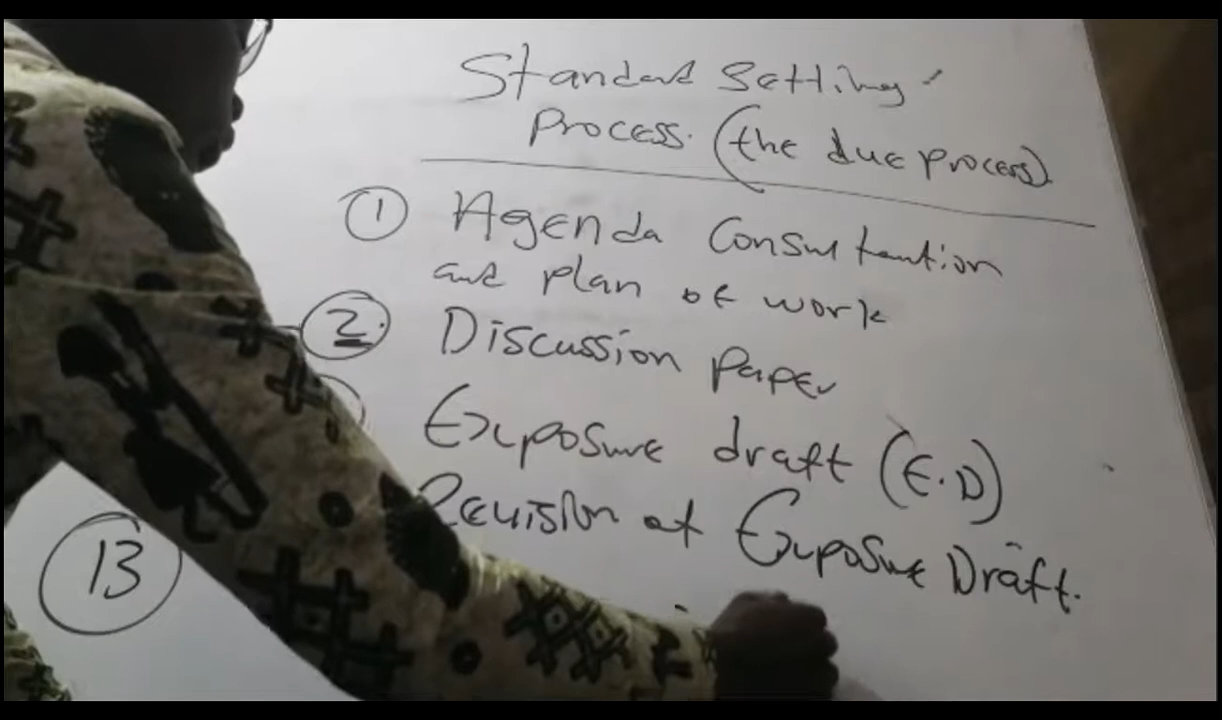 Standard Setting
Process. (the due process)
① Agenda Consultantion
and plan of work
② Discussion Paper
Exposure draft (E.D)
Revision of Exposure Draft.
13